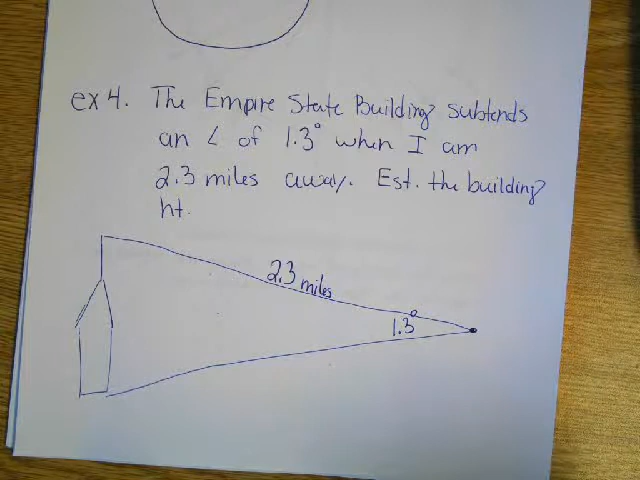 ex 4. The Empire State Building subtends
an ∠ of 1.3° when I am
2.3 miles away. Est. the building
ht.
2.3 miles
1.3°